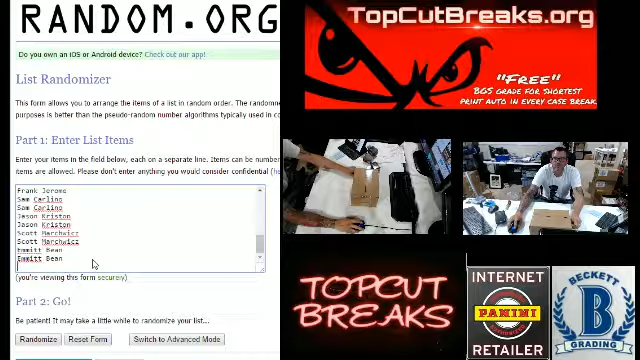 RANDOM.ORG
Do you own an iOS or Android device? Check out our app!
List Randomizer
This form allows you to arrange the items of a list in random order. The randomne
purposes is better than the pseudo-random number algorithms typically used in co
Part 1: Enter List Items
Enter your items in the field below, each on a separate line. Items can be number
items are allowed. Please don't enter anything you would consider confidential (he
Frank Jerome
Sam Carlino
Sam Carlino
Jason Kriston
Jason Kriston
Scott Marchwicz
Scott Marchwicz
Emmitt Bean
Emmitt Bean
(you're viewing this form securely)
Part 2: Go!
Be patient! It may take a little while to randomize your list...
Randomize
Reset Form
Switch to Advanced Mode
TopCutBreaks.org
"Free"
BGS GRADE FOR SHORTEST
PRINT AUTO IN EVERY CASE BREAK.
TOPCUT
BREAKS
INTERNET
PANINI
RETAILER
BECKETT
B
GRADING